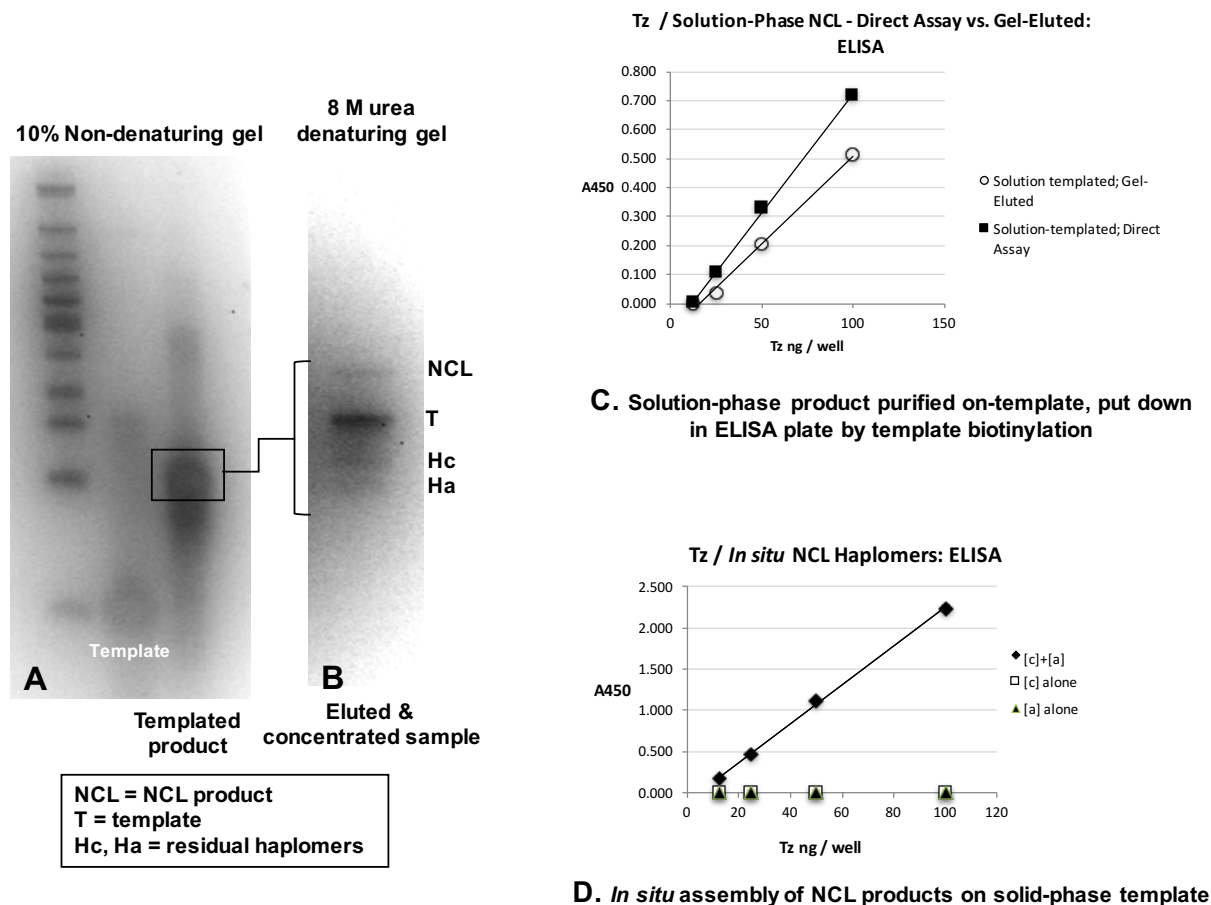 10% Non-denaturing gel
8 M urea
denaturing gel
NCL
T
Hc
Ha
Template
A
B
Templated
product
Eluted &
concentrated sample
NCL = NCL product
T = template
Hc, Ha = residual haplomers
Tz / Solution-Phase NCL - Direct Assay vs. Gel-Eluted:
ELISA
0.800
0.700
0.600
0.500
0.400
0.300
0.200
0.100
0.000
A450
0 50 100 150
Tz ng / well
Solution templated; Gel-
Eluted
Solution-templated; Direct
Assay
C. Solution-phase product purified on-template, put down
in ELISA plate by template biotinylation
Tz / In situ NCL Haplomers: ELISA
2.500
2.000
1.500
1.000
0.500
0.000
A450
0 20 40 60 80 100 120
Tz ng / well
[c]+[a]
[c] alone
[a] alone
D. In situ assembly of NCL products on solid-phase template